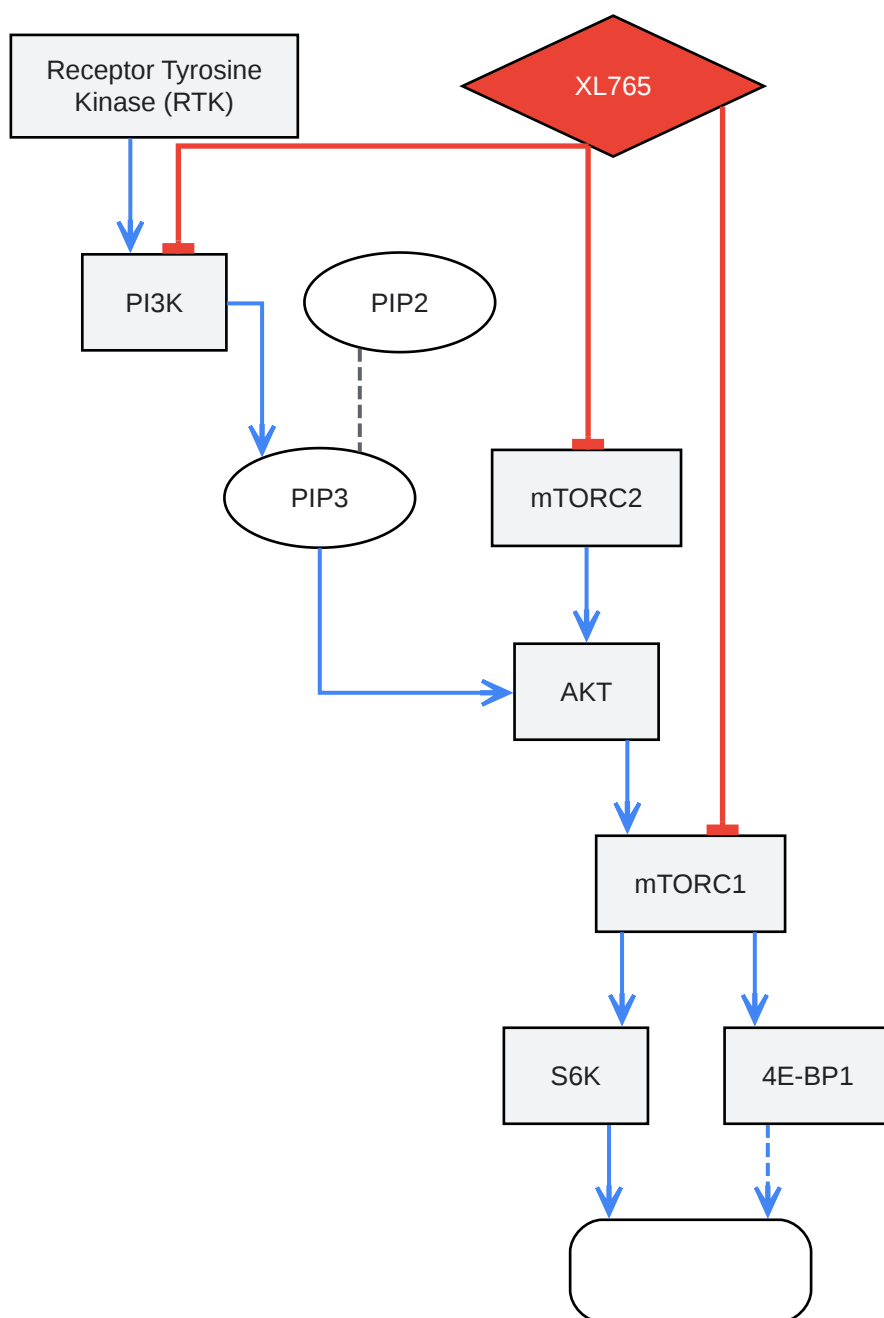 Receptor Tyrosine
Kinase (RTK)
XL765
PI3K
PIP2
PIP3
mTORC2
AKT
mTORC1
S6K
4E-BP1